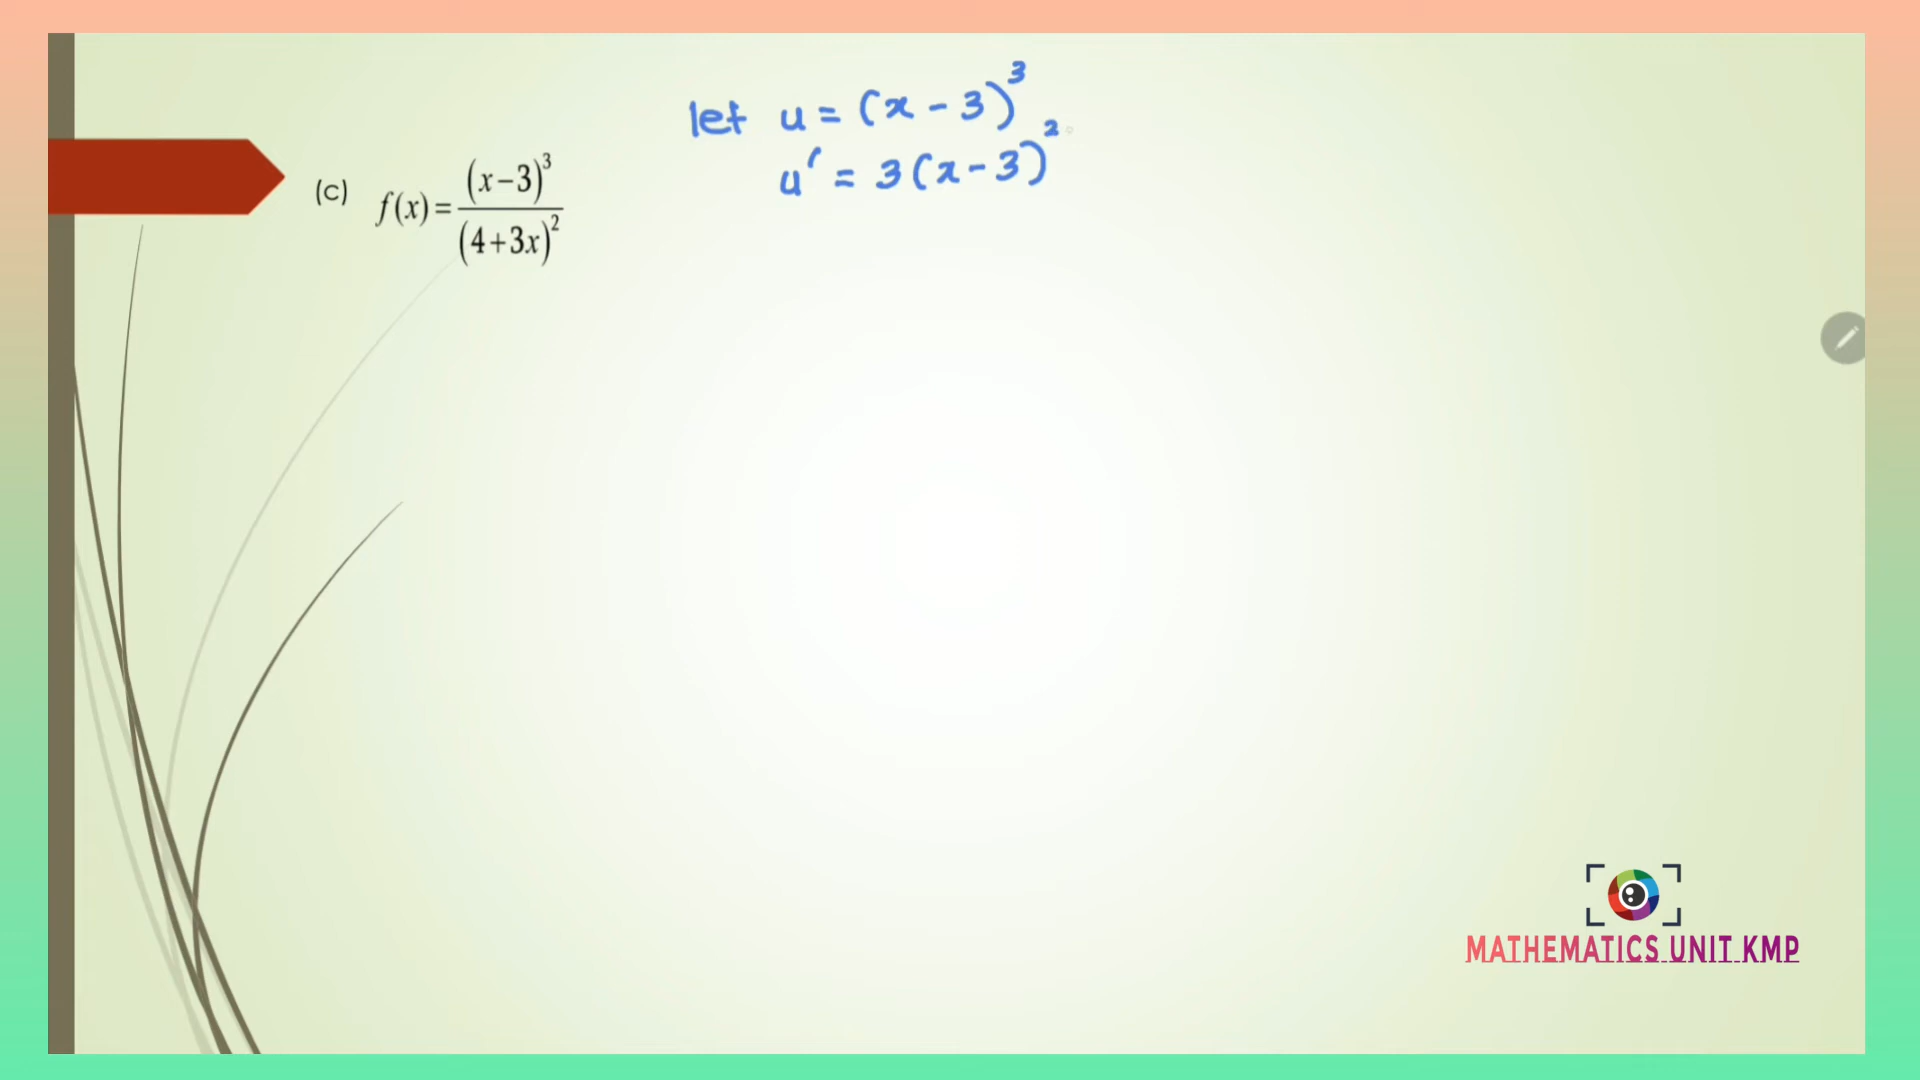 let u = (x - 3)^3
u' = 3(x - 3)^2
(c) f(x) = (x-3)^3 / (4+3x)^2
MATHEMATICS UNIT KMP